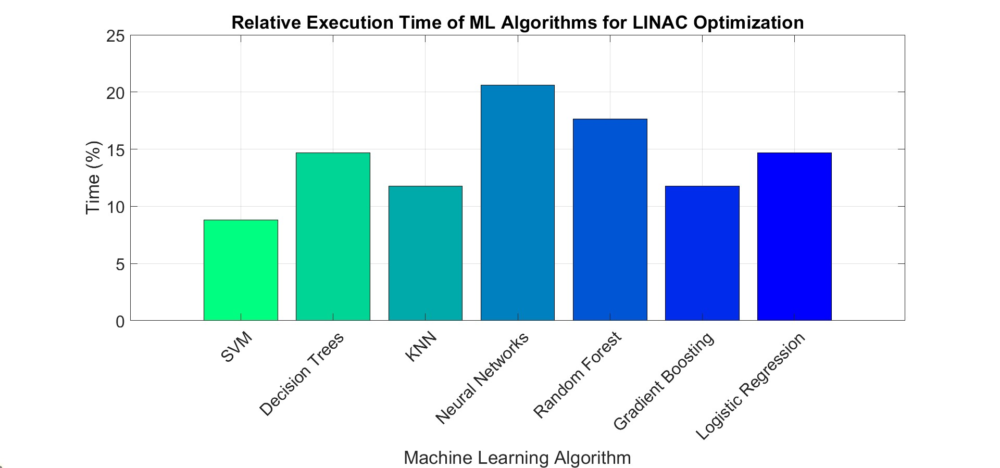 Relative Execution Time of ML Algorithms for LINAC Optimization
25
20
15
10
5
0
Time (%)
SVM
Decision Trees
KNN
Neural Networks
Random Forest
Gradient Boosting
Logistic Regression
Machine Learning Algorithm